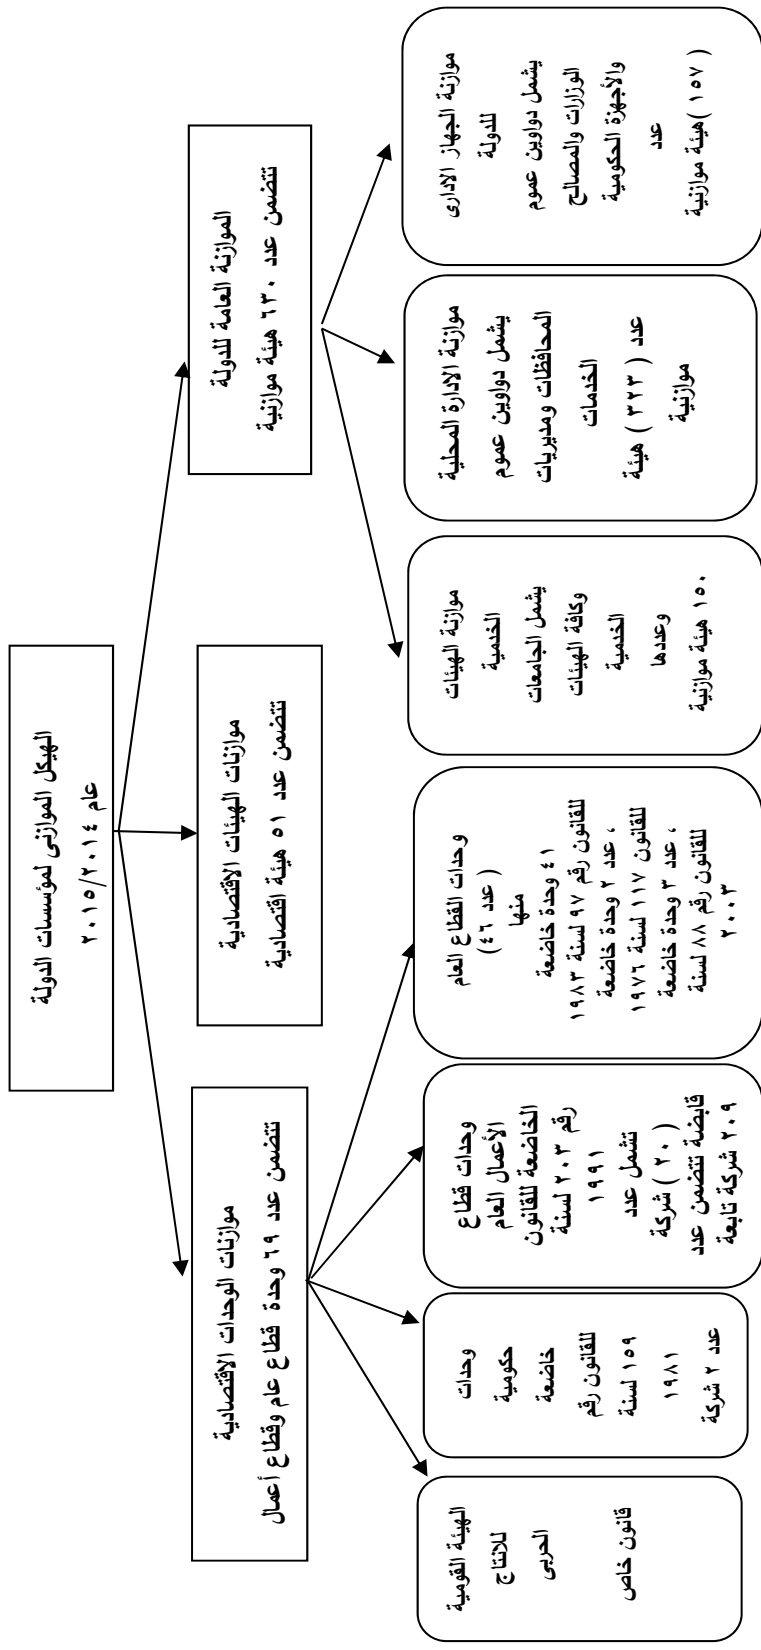 الهيكل الموازنى لمؤسسات الدولة
عام ٢٠١٥/٢٠١٤
الموازنة العامة للدولة
تتضمن عدد ٦٣٠ هيئة موازنية
موازنات الهيئات الاقتصادية
تتضمن عدد ٥١ هيئة اقتصادية
موازنات الوحدات الاقتصادية
تتضمن عدد ٦٩ وحدة قطاع عام وقطاع أعمال
موازنة الجهاز الادارى
للدولة
يشمل دواوين عموم
الوزارات والمصالح
والأجهزة الحكومية
عدد
( ١٥٧ )هيئة موازنية
موازنة الادارة المحلية
يشمل دواوين عموم
المحافظات ومديريات
الخدمات
عدد ( ٣٢٣ ) هيئة
موازنية
موازنة الهيئات
الخدمية
يشمل الجامعات
وكافة الهيئات
الخدمية
وعددها
١٥٠ هيئة موازنية
وحدات القطاع العام
( عدد ٤٦ )
منها
٤١ وحدة خاضعة
للقانون رقم ٩٧ لسنة ١٩٨٣
، عدد ٢ وحدة خاضعة
للقانون ١١٧ لسنة ١٩٧٦
، عدد ٣ وحدة خاضعة
للقانون رقم ٨٨ لسنة
٢٠٠٣
وحدات قطاع
الأعمال العام
الخاضعة للقانون
رقم ٢٠٣ لسنة
١٩٩١
تشمل عدد
( ٢٠ ) شركة
قابضة تتضمن عدد
٢٠٩ شركة تابعة
وحدات
حكومية
خاضعة
للقانون رقم
١٥٩ لسنة
١٩٨١
عدد ٢ شركة
الهيئة القومية
للانتاج
الحربى
قانون خاص